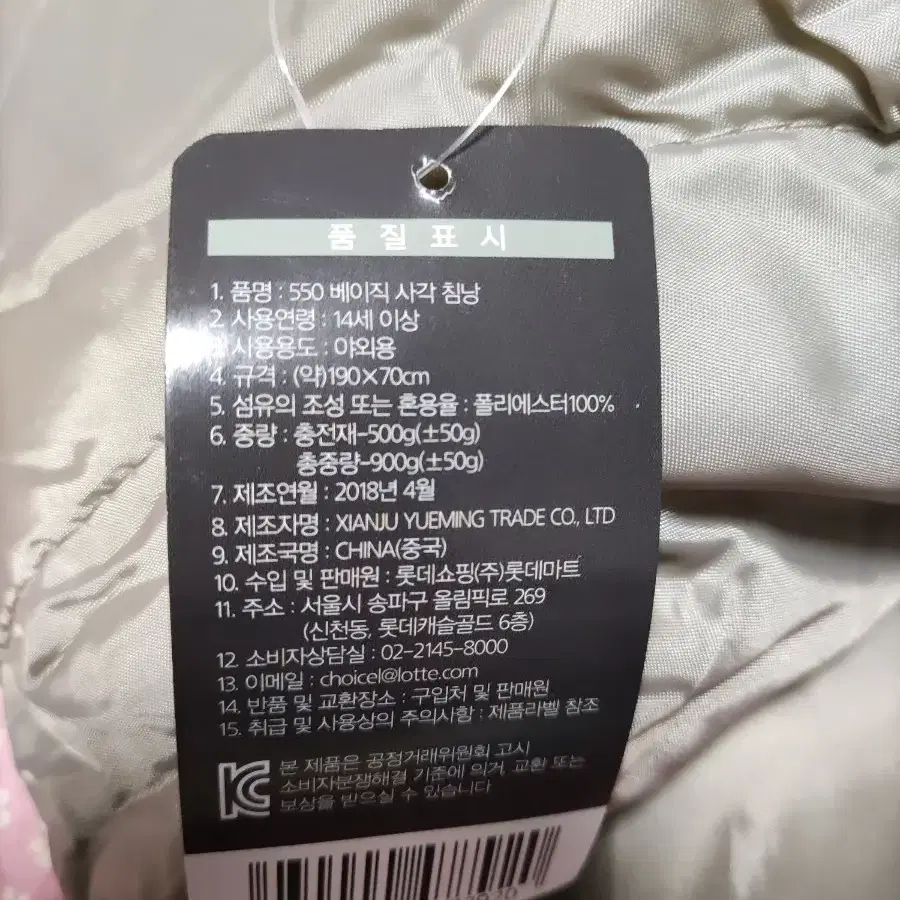 품 질 표 시
1. 품명 : 550 베이직 사각 침낭
2. 사용연령 : 14세 이상
3. 사용용도 : 야외용
4. 규격 : (약)190×70cm
5. 섬유의 조성 또는 혼용율 : 폴리에스터100%
6. 중량 : 충전재-500g(±50g)
총중량-900g(±50g)
7. 제조연월 : 2018년 4월
8. 제조자명 : XIANJU YUEMING TRADE CO., LTD
9. 제조국명 : CHINA(중국)
10. 수입 및 판매원 : 롯데쇼핑(주)롯데마트
11. 주소 : 서울시 송파구 올림픽로 269
(신천동, 롯데캐슬골드 6층)
12. 소비자상담실 : 02-2145-8000
13. 이메일 : choicel@lotte.com
14. 반품 및 교환장소 : 구입처 및 판매원
15. 취급 및 사용상의 주의사항 : 제품라벨 참조
본 제품은 공정거래위원회 고시
소비자분쟁해결 기준에 의거, 교환 또는
보상을 받으실 수 있습니다